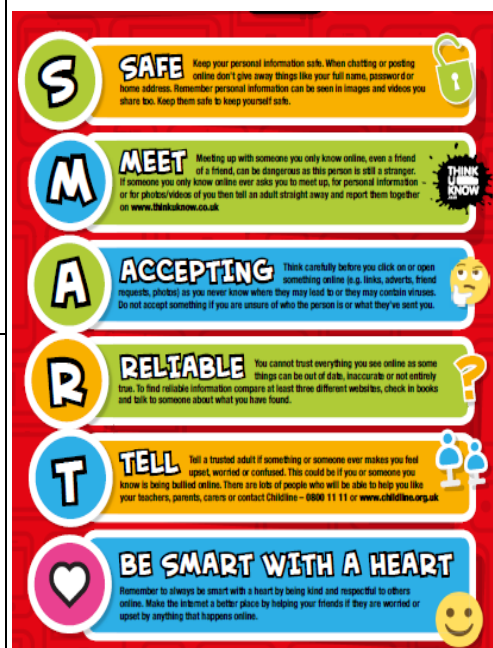 S
SAFE Keep your personal information safe. When chatting or posting
online don't give away things like your full name, password or
home address. Remember personal information can be seen in images and videos you
share too. Keep them safe to keep yourself safe.
M
MEET Meeting up with someone you only know online, even a friend
of a friend, can be dangerous as this person is still a stranger.
If someone you only know online ever asks you to meet up, for personal information
or for photos/videos of you then tell an adult straight away and report them together
on www.thinkuknow.co.uk
THINK
U
KNOW
A
ACCEPTING Think carefully before you click on or open
something online (e.g. links, adverts, friend
requests, photos) as you never know where they may lead to or they may contain viruses.
Do not accept something if you are unsure of who the person is or what they've sent you.
R
RELIABLE You cannot trust everything you see online as some
things can be out of date, inaccurate or not entirely
true. To find reliable information compare at least three different websites, check in books
and talk to someone about what you have found.
?
T
TELL Tell a trusted adult if something or someone ever makes you feel
upset, worried or confused. This could be if you or someone you
know is being bullied online. There are lots of people who will be able to help you like
your teachers, parents, carers or contact Childline – 0800 11 11 or www.childline.org.uk
BE SMART WITH A HEART
Remember to always be smart with a heart by being kind and respectful to others
online. Make the internet a better place by helping your friends if they are worried or
upset by anything that happens online.